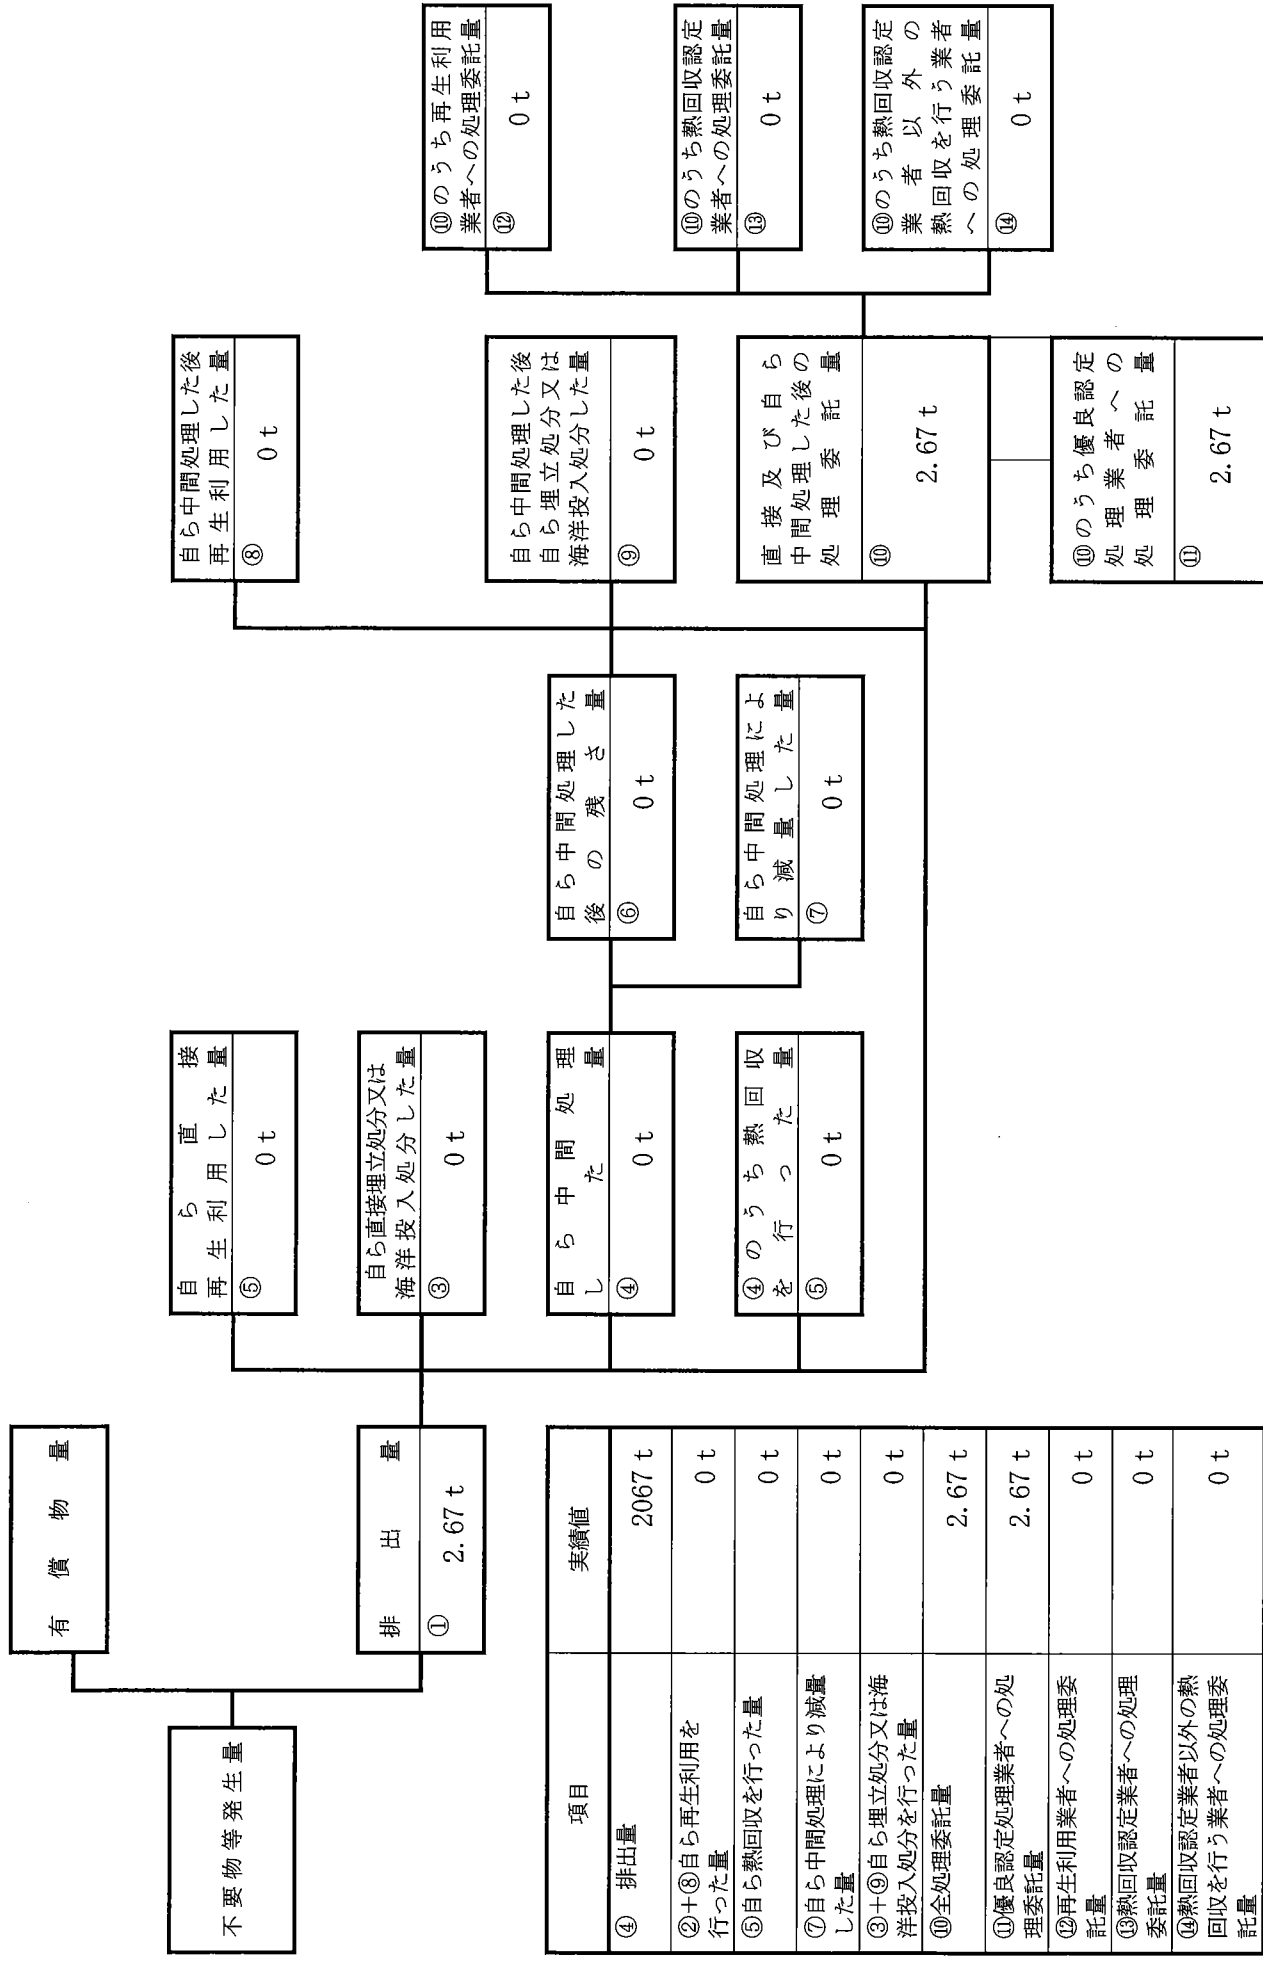 不要物等発生量
有償物量
排出量
① 2.67 t
自ら直接
再生利用した量
⑤ 0 t
自ら直接埋立処分又は
海洋投入処分した量
③ 0 t
自ら中間処理
した量
④ 0 t
④のうち熱回収
を行った量
⑤ 0 t
自ら中間処理した
後の残さ量
⑥ 0 t
自ら中間処理によ
り減量した量
⑦ 0 t
自ら中間処理した後
再生利用した量
⑧ 0 t
自ら中間処理した後
自ら埋立処分又は
海洋投入処分した量
⑨ 0 t
直接及び自ら
中間処理した後の
処理委託量
⑩ 2.67 t
⑩のうち優良認定
処理業者への
処理委託量
⑪ 2.67 t
⑩のうち再生利用
業者への処理委託量
⑫ 0 t
⑩のうち熱回収認定
業者への処理委託量
⑬ 0 t
⑩のうち熱回収認定
業者以外の
熱回収を行う業者
への処理委託量
⑭ 0 t
項目 実績値
④ 排出量 2067 t
②+⑧自ら再生利用を
行った量 0 t
⑤自ら熱回収を行った量 0 t
⑦自ら中間処理により減量
した量 0 t
③+⑨自ら埋立処分又は海
洋投入処分を行った量 0 t
⑩全処理委託量 2.67 t
⑪優良認定処理業者への処
理委託量 2.67 t
⑫再生利用業者への処理委
託量 0 t
⑬熱回収認定業者への処理
委託量 0 t
⑭熱回収認定業者以外の熱
回収を行う業者への処理委
託量 0 t